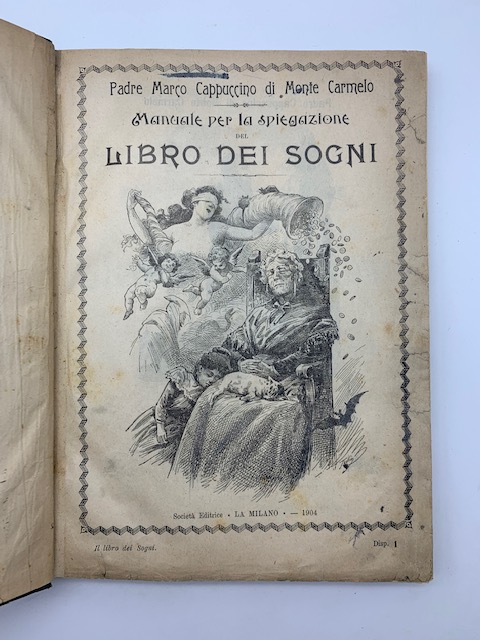 Padre Marco Cappuccino di Monte Carmelo
Manuale per la spiegazione
DEL
LIBRO DEI SOGNI
Società Editrice • LA MILANO • — 1904
Il libro dei Sogni.
Disp. 1